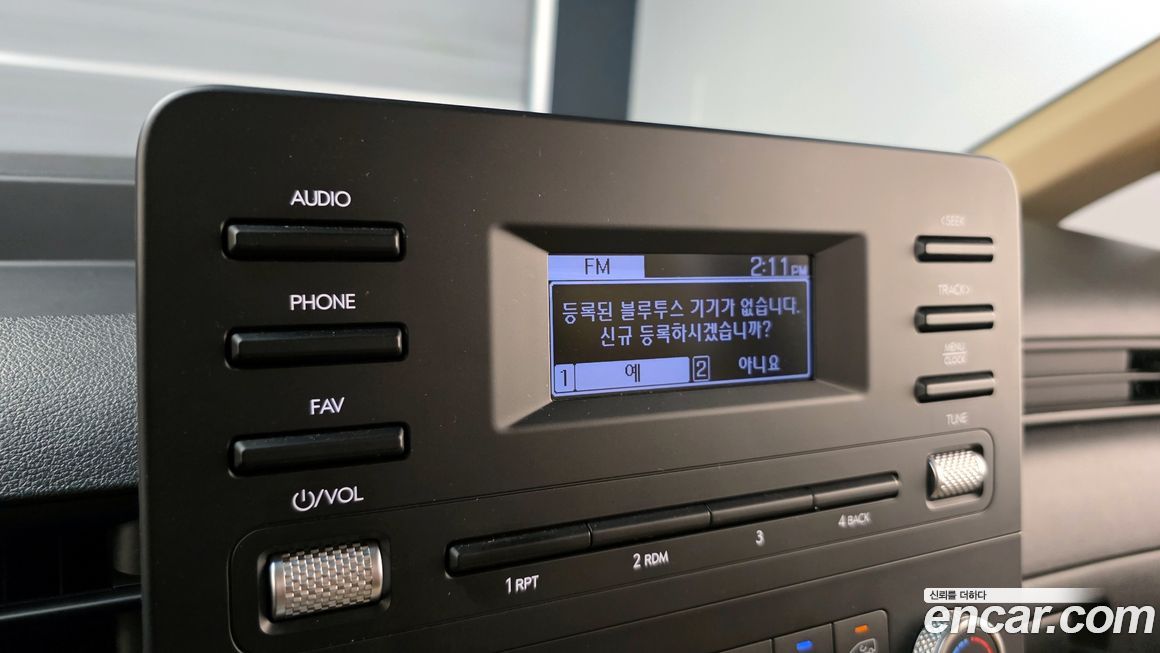 AUDIO
PHONE
FAV
/VOL
FM 2:11 PM
등록된 블루투스 기기가 없습니다.
신규 등록하시겠습니까?
1 예 2 아니요
<SEEK
TRACK>
MENU
CLOCK
TUNE
1 RPT
2 RDM
3
4 BACK
신뢰를 더하다
encar.com